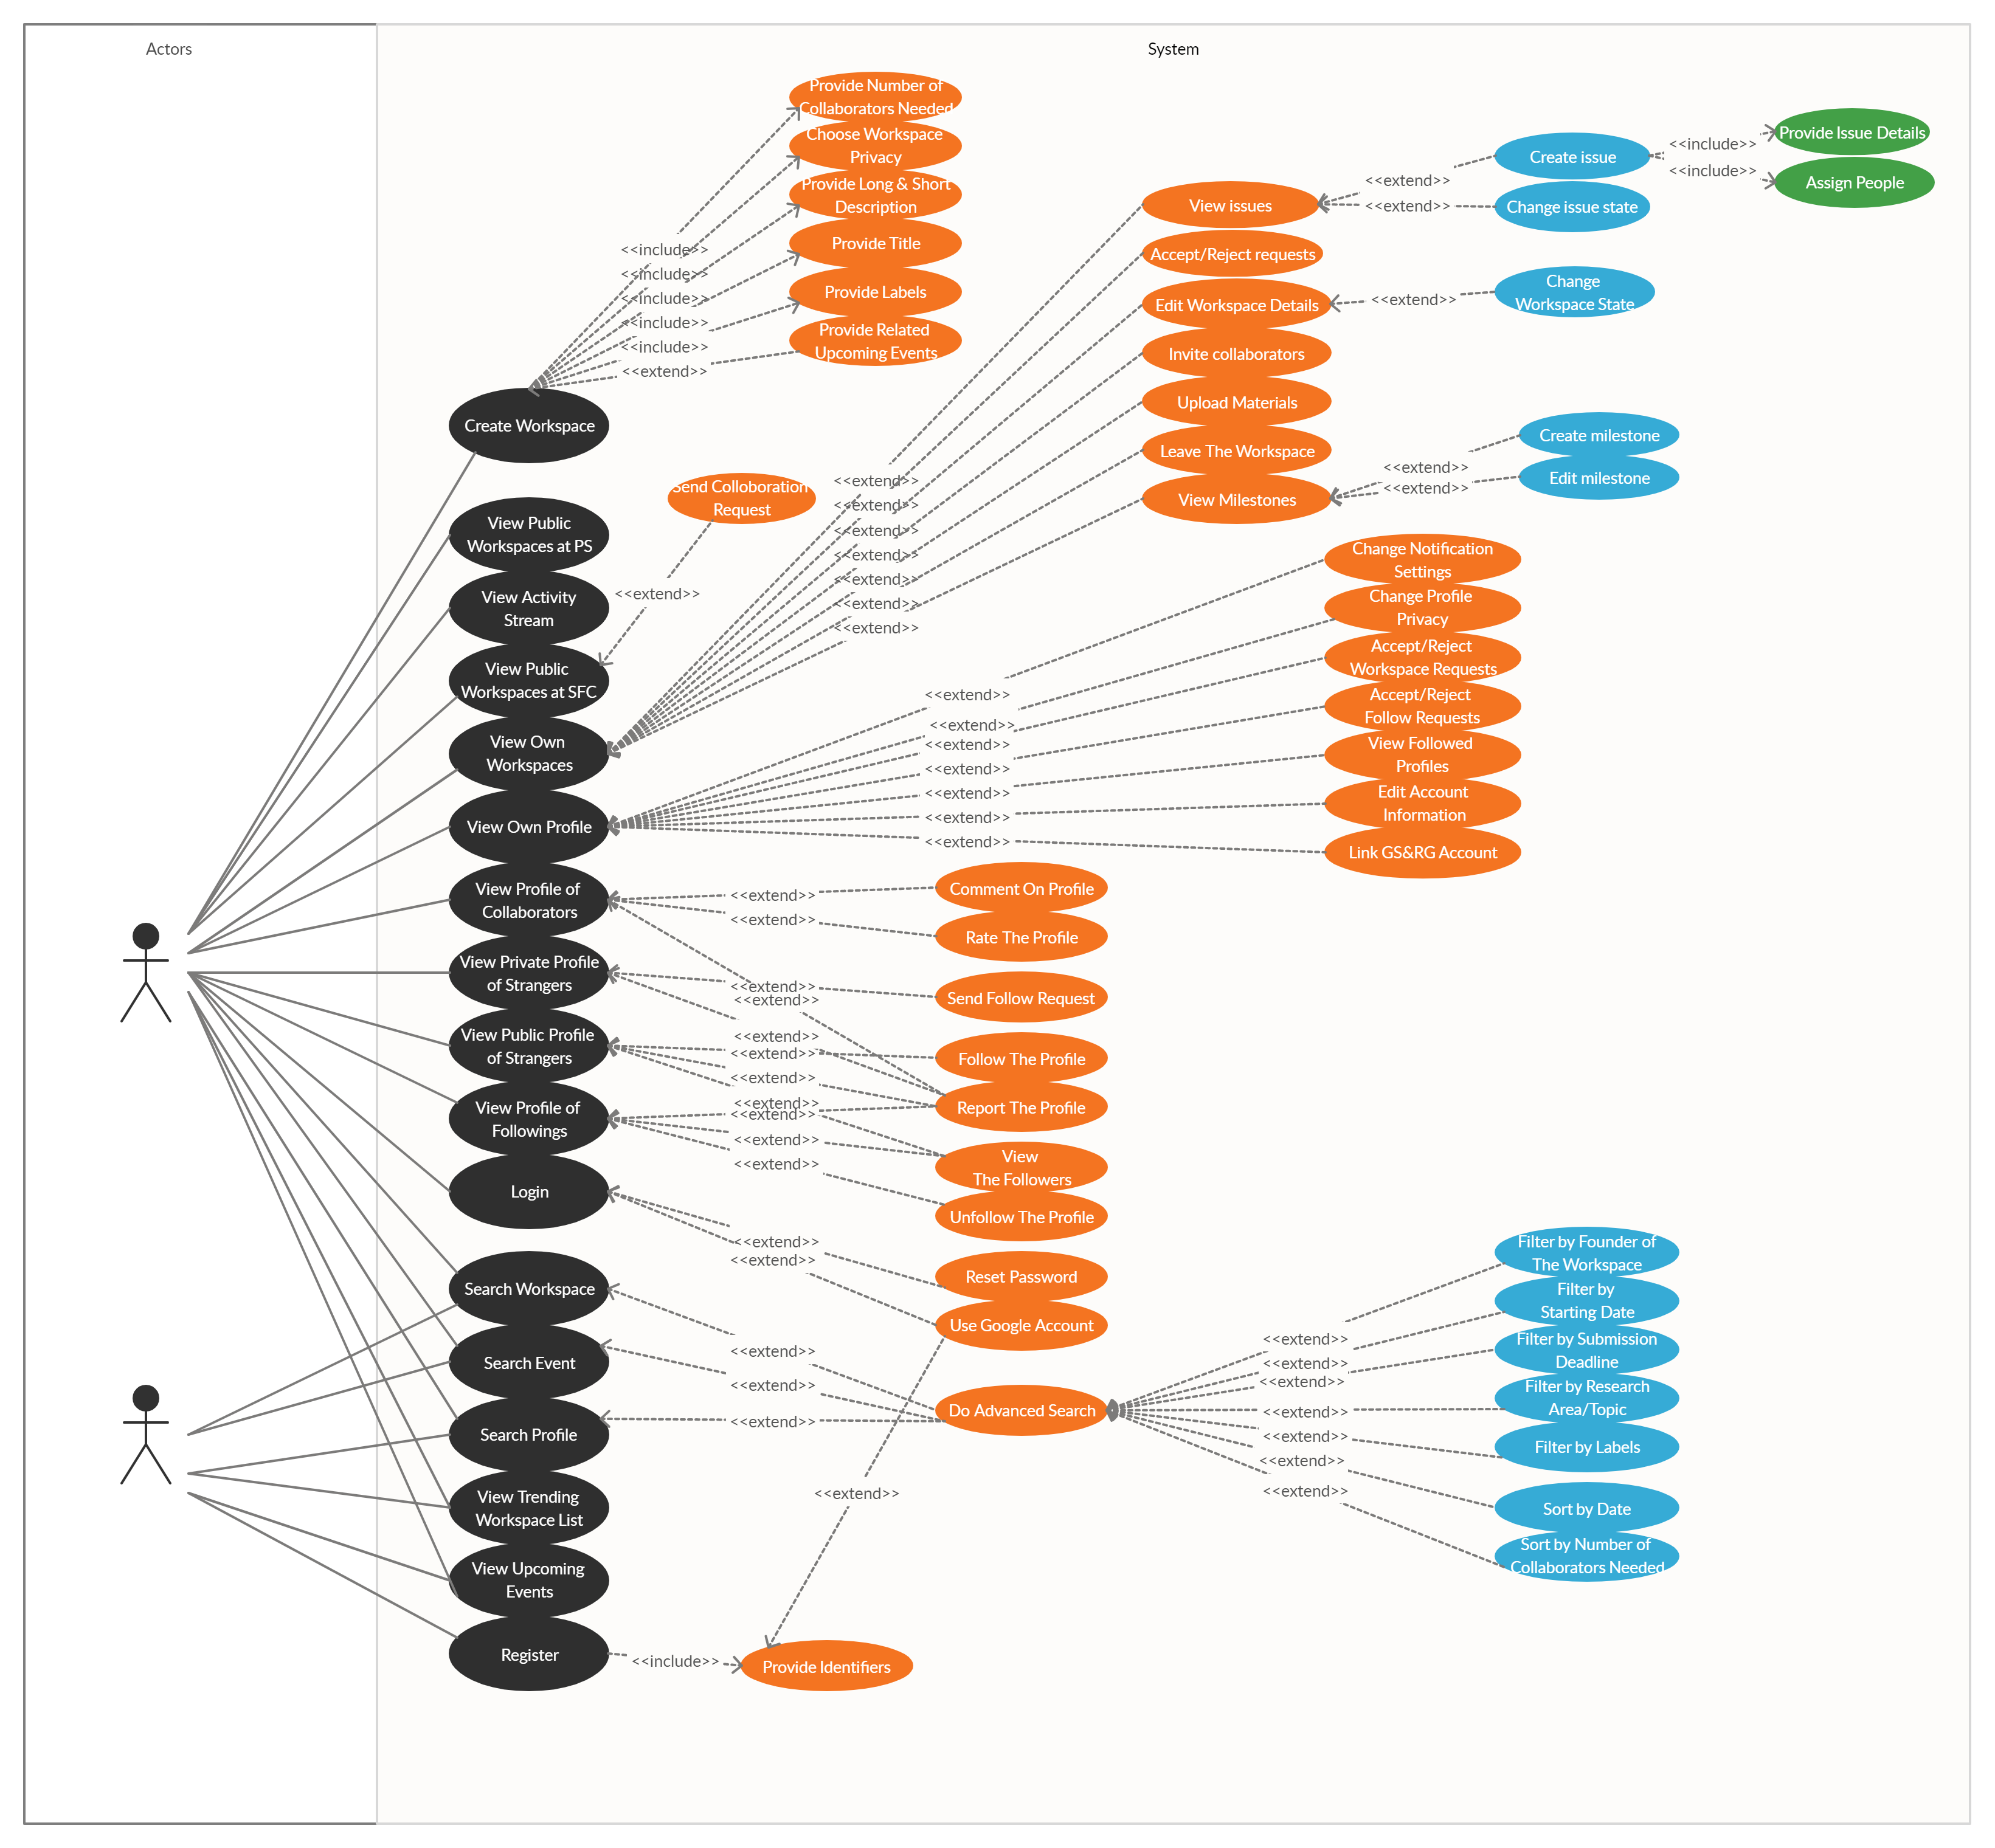 Actors
System
Provide Number of
Collaborators Needed
Choose Workspace
Privacy
Provide Long & Short
Description
Provide Title
Provide Labels
Provide Related
Upcoming Events
<<include>>
<<include>>
<<include>>
<<include>>
<<include>>
<<extend>>
Create Workspace
View Public
Workspaces at PS
View Activity
Stream
View Public
Workspaces at SFC
View Own
Workspaces
View Own Profile
View Profile of
Collaborators
View Private Profile
of Strangers
View Public Profile
of Strangers
View Profile of
Followings
Login
Search Workspace
Search Event
Search Profile
View Trending
Workspace List
View Upcoming
Events
Register
Send Colloboration
Request
<<extend>>
View issues
Accept/Reject requests
Edit Workspace Details
Invite collaborators
Upload Materials
Leave The Workspace
View Milestones
<<extend>>
<<extend>>
<<extend>>
<<extend>>
<<extend>>
<<extend>>
<<extend>>
Create issue
Change issue state
<<extend>>
<<extend>>
<<include>>
<<include>>
Provide Issue Details
Assign People
Change
Workspace State
<<extend>>
Create milestone
Edit milestone
<<extend>>
<<extend>>
Change Notification
Settings
Change Profile
Privacy
Accept/Reject
Workspace Requests
Accept/Reject
Follow Requests
View Followed
Profiles
Edit Account
Information
Link GS&RG Account
<<extend>>
<<extend>>
<<extend>>
<<extend>>
<<extend>>
<<extend>>
<<extend>>
Comment On Profile
Rate The Profile
<<extend>>
<<extend>>
Send Follow Request
<<extend>>
<<extend>>
<<extend>>
<<extend>>
<<extend>>
<<extend>>
<<extend>>
<<extend>>
<<extend>>
Follow The Profile
Report The Profile
View
The Followers
Unfollow The Profile
<<extend>>
<<extend>>
Reset Password
Use Google Account
<<extend>>
<<extend>>
<<extend>>
Do Advanced Search
<<extend>>
<<include>>
Provide Identifiers
<<extend>>
<<extend>>
<<extend>>
<<extend>>
<<extend>>
<<extend>>
<<extend>>
Filter by Founder of
The Workspace
Filter by
Starting Date
Filter by Submission
Deadline
Filter by Research
Area/Topic
Filter by Labels
Sort by Date
Sort by Number of
Collaborators Needed